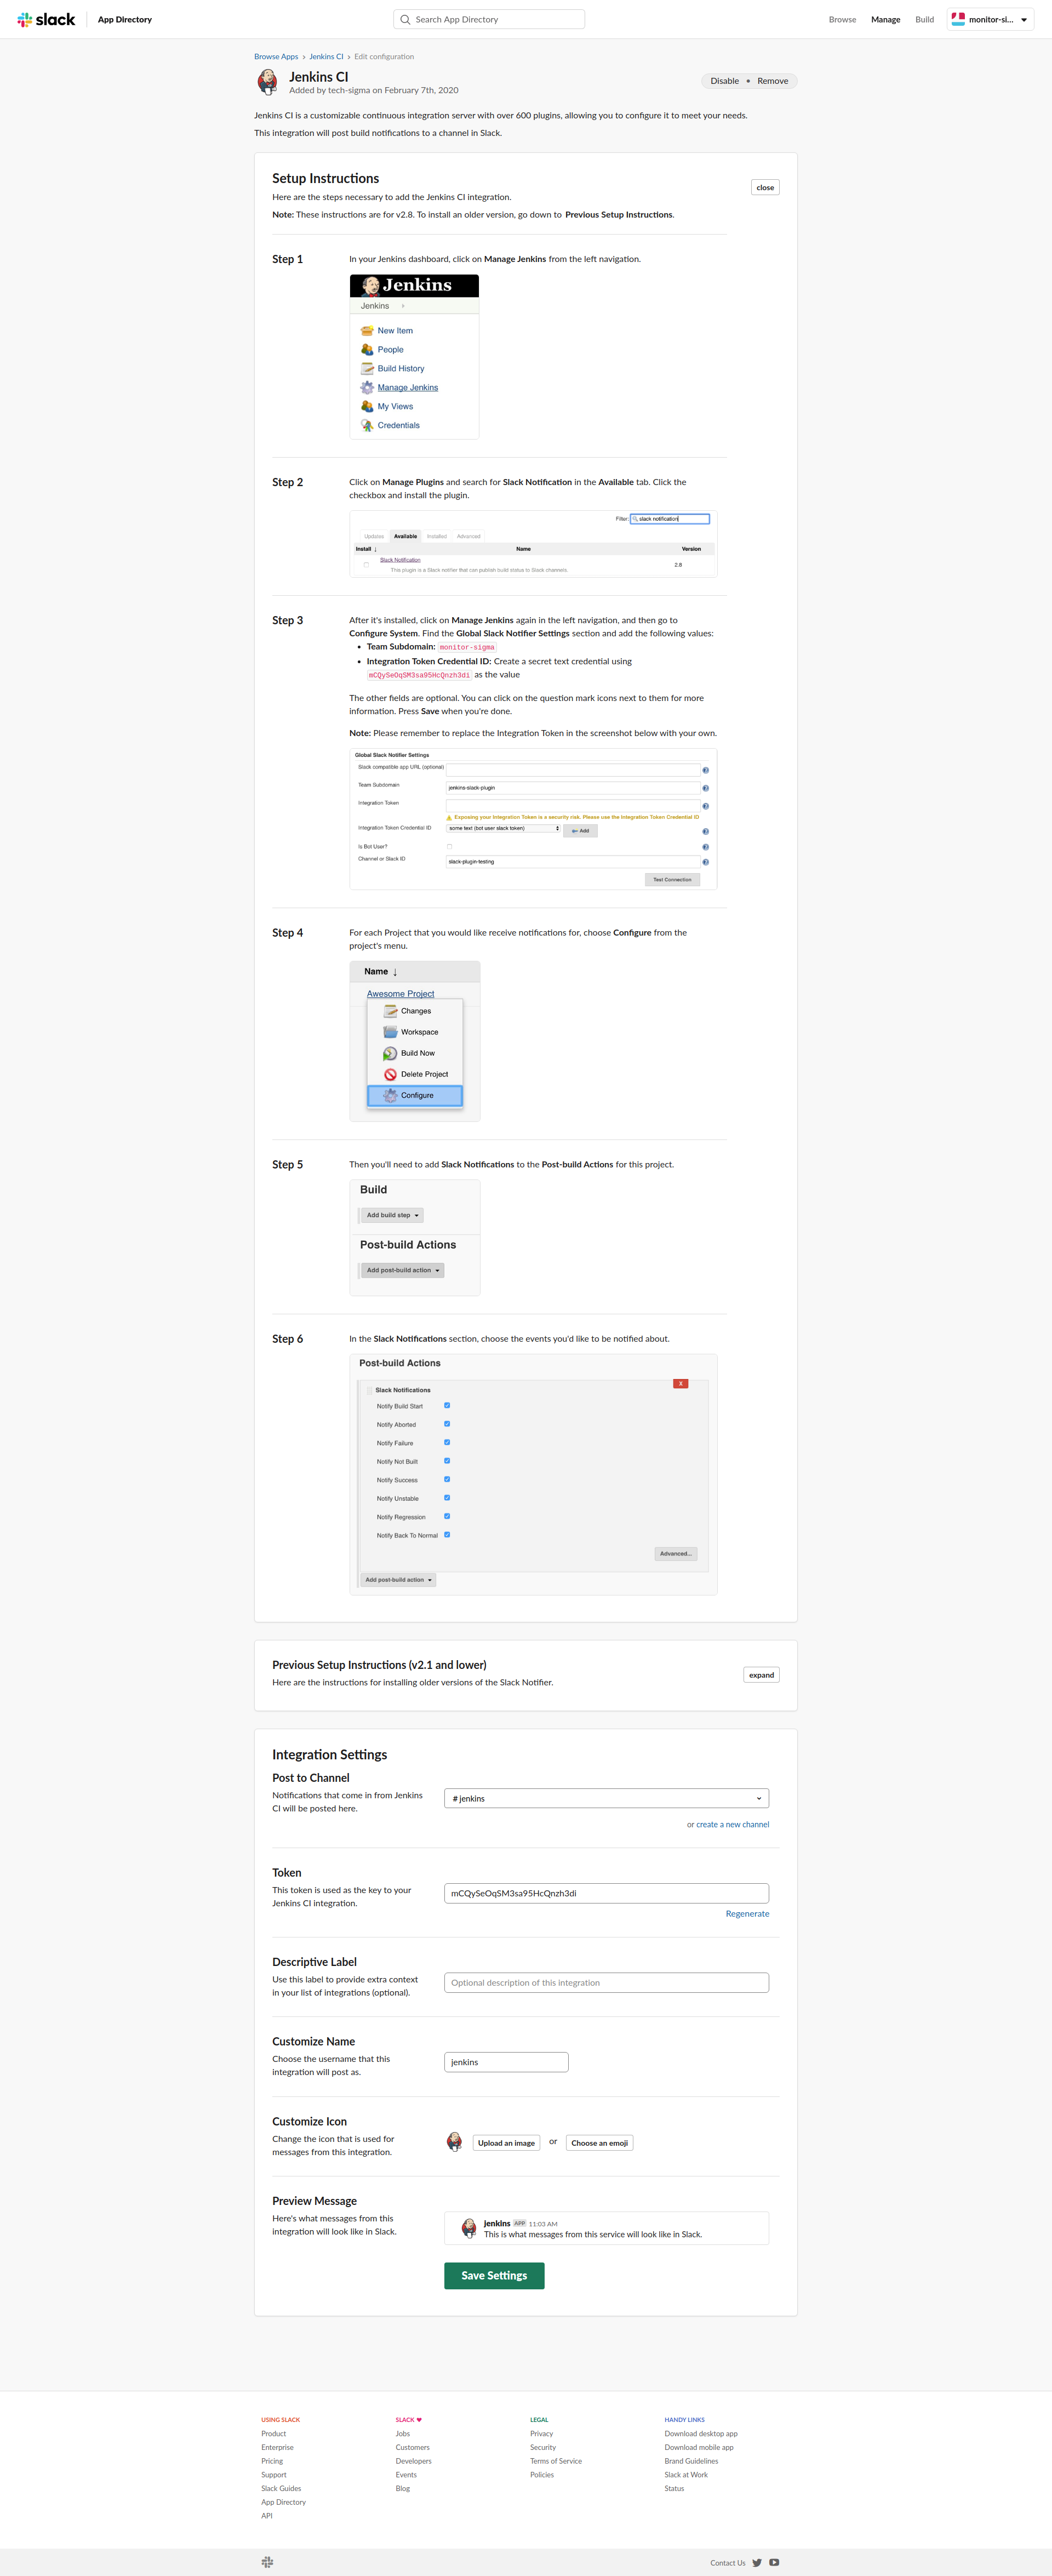 slack App Directory Search App Directory Browse Manage Build monitor-si...
Browse Apps › Jenkins CI › Edit configuration
Jenkins CI
Added by tech-sigma on February 7th, 2020
Disable • Remove
Jenkins CI is a customizable continuous integration server with over 600 plugins, allowing you to configure it to meet your needs.
This integration will post build notifications to a channel in Slack.
Setup Instructions
close
Here are the steps necessary to add the Jenkins CI integration.
Note: These instructions are for v2.8. To install an older version, go down to Previous Setup Instructions.
Step 1
In your Jenkins dashboard, click on Manage Jenkins from the left navigation.
Jenkins
Jenkins ›
New Item
People
Build History
Manage Jenkins
My Views
Credentials
Step 2
Click on Manage Plugins and search for Slack Notification in the Available tab. Click the
checkbox and install the plugin.
Filter: slack notification
Updates Available Installed Advanced
Install ↓ Name Version
Slack Notification
This plugin is a Slack notifier that can publish build status to Slack channels.
2.8
Step 3
After it's installed, click on Manage Jenkins again in the left navigation, and then go to
Configure System. Find the Global Slack Notifier Settings section and add the following values:
• Team Subdomain: monitor-sigma
• Integration Token Credential ID: Create a secret text credential using
mCQySeOqSM3sa95HcQnzh3di as the value
The other fields are optional. You can click on the question mark icons next to them for more
information. Press Save when you're done.
Note: Please remember to replace the Integration Token in the screenshot below with your own.
Global Slack Notifier Settings
Slack compatible app URL (optional)
Team Subdomain jenkins-slack-plugin
Integration Token
Exposing your Integration Token is a security risk. Please use the Integration Token Credential ID
Integration Token Credential ID some text (bot user slack token) Add
Is Bot User?
Channel or Slack ID slack-plugin-testing
Test Connection
Step 4
For each Project that you would like receive notifications for, choose Configure from the
project's menu.
Name ↓
Awesome Project
Changes
Workspace
Build Now
Delete Project
Configure
Step 5
Then you'll need to add Slack Notifications to the Post-build Actions for this project.
Build
Add build step
Post-build Actions
Add post-build action
Step 6
In the Slack Notifications section, choose the events you'd like to be notified about.
Post-build Actions
X
Slack Notifications
Notify Build Start
Notify Aborted
Notify Failure
Notify Not Built
Notify Success
Notify Unstable
Notify Regression
Notify Back To Normal
Advanced...
Add post-build action
Previous Setup Instructions (v2.1 and lower)
Here are the instructions for installing older versions of the Slack Notifier.
expand
Integration Settings
Post to Channel
Notifications that come in from Jenkins
CI will be posted here.
# jenkins
or create a new channel
Token
This token is used as the key to your
Jenkins CI integration.
mCQySeOqSM3sa95HcQnzh3di
Regenerate
Descriptive Label
Use this label to provide extra context
in your list of integrations (optional).
Optional description of this integration
Customize Name
Choose the username that this
integration will post as.
jenkins
Customize Icon
Change the icon that is used for
messages from this integration.
Upload an image or Choose an emoji
Preview Message
Here's what messages from this
integration will look like in Slack.
jenkins APP 11:03 AM
This is what messages from this service will look like in Slack.
Save Settings
USING SLACK
Product
Enterprise
Pricing
Support
Slack Guides
App Directory
API
SLACK ♥
Jobs
Customers
Developers
Events
Blog
LEGAL
Privacy
Security
Terms of Service
Policies
HANDY LINKS
Download desktop app
Download mobile app
Brand Guidelines
Slack at Work
Status
Contact Us